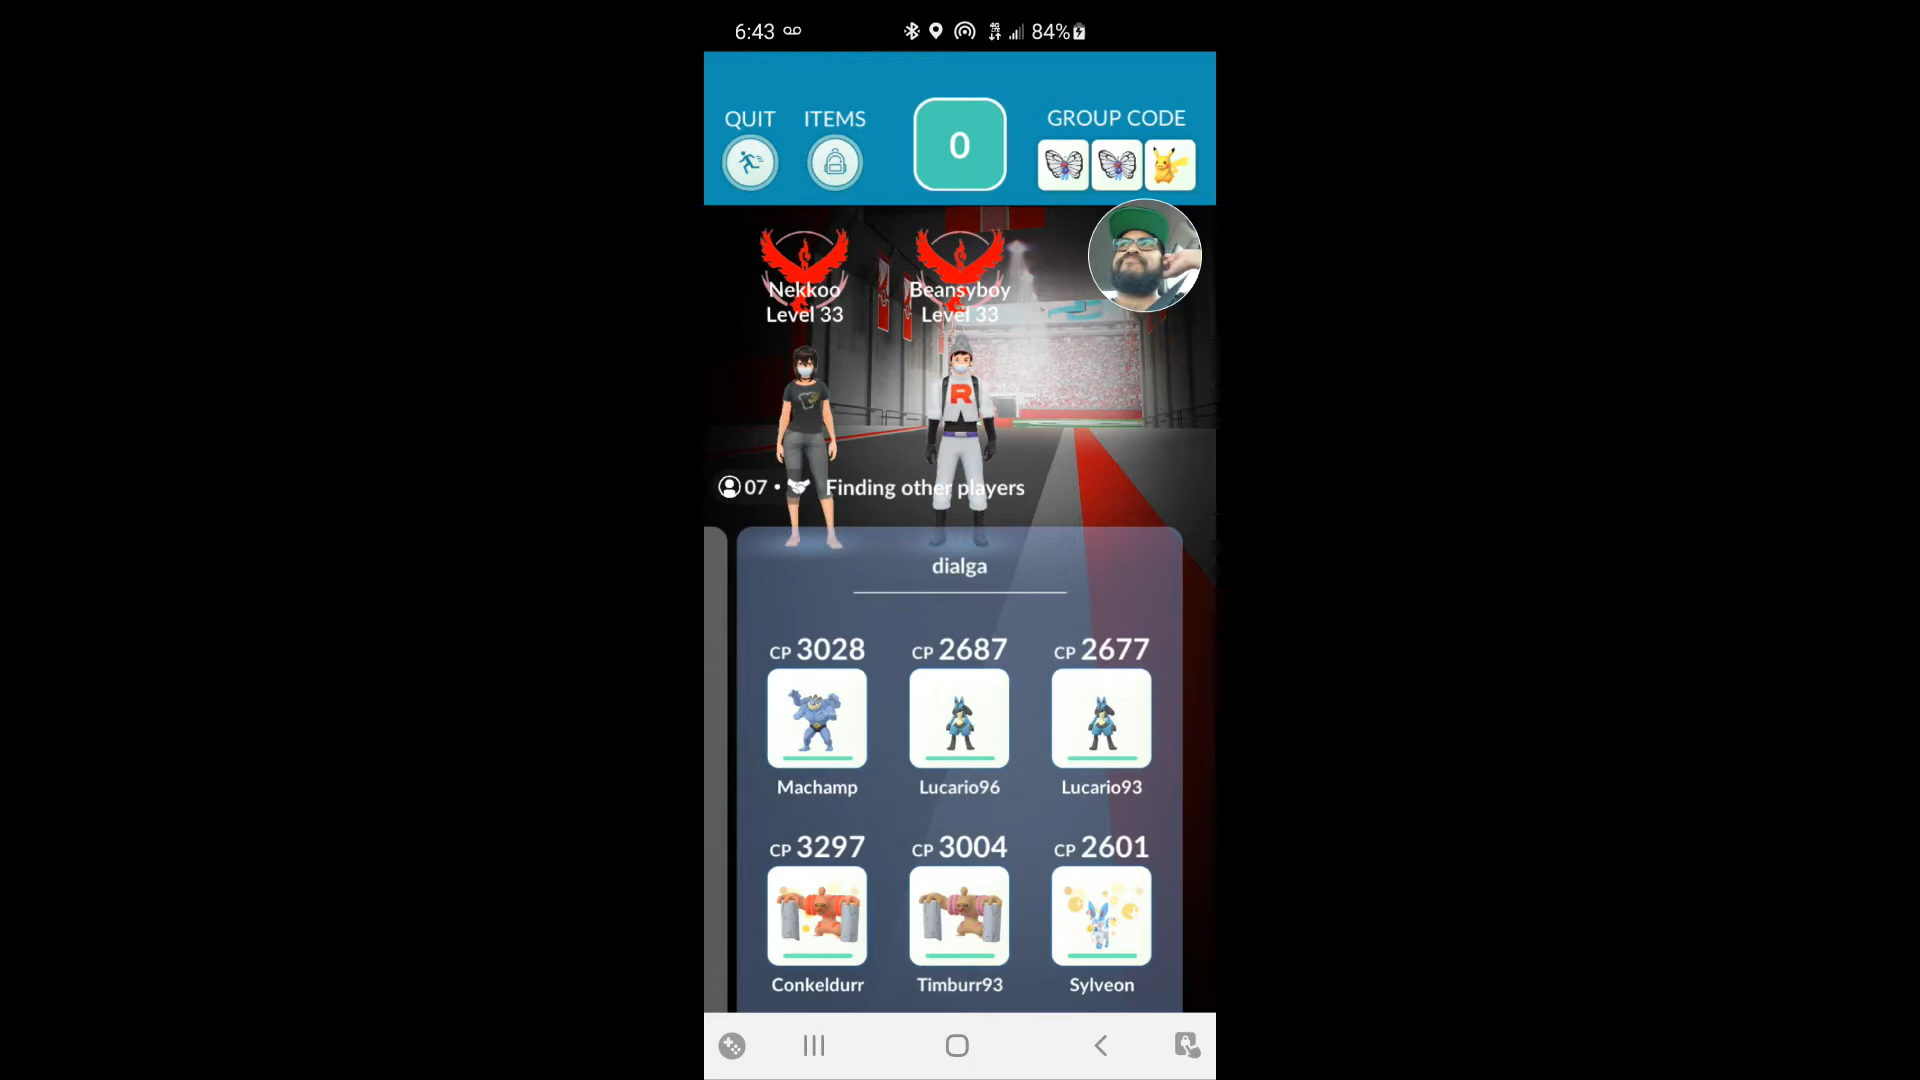 6:43
84%
QUIT
ITEMS
0
GROUP CODE
Nekkoo
Level 33
Beansyboy
Level 33
R
07 • Finding other players
dialga
CP 3028
CP 2687
CP 2677
Machamp
Lucario96
Lucario93
CP 3297
CP 3004
CP 2601
Conkeldurr
Timburr93
Sylveon